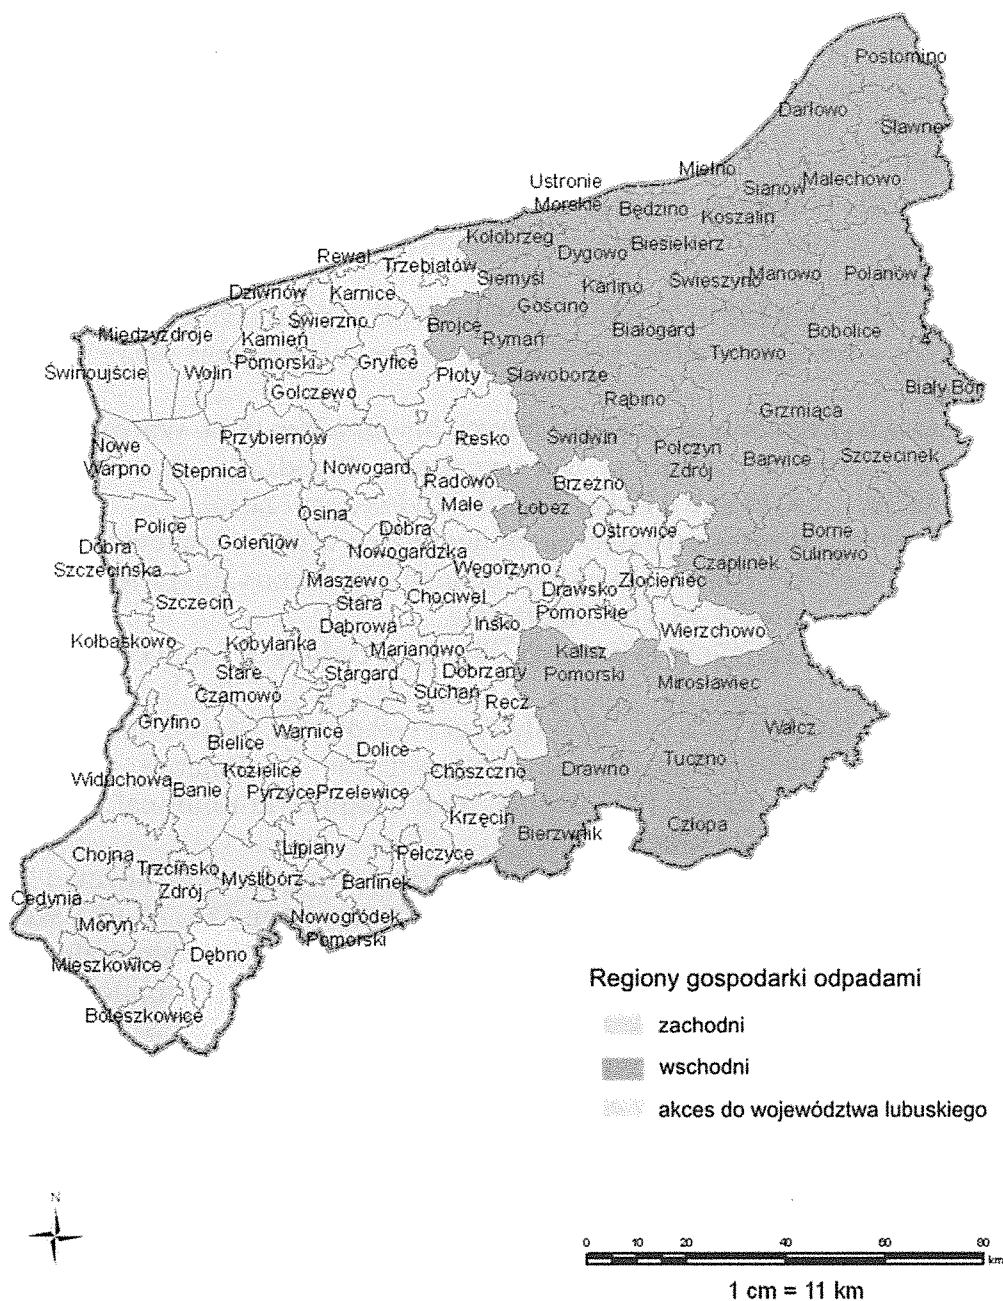 Postomino
Darłowo
Sławno
Mielno
Malechowo
Sianów
Ustronie
Morskie
Będzino
Koszalin
Kołobrzeg
Biesiekierz
Dygowo
Rewal
Trzebiatów
Siemyśl
Karlino
Świeszyno
Manowo
Polanów
Dziwnów
Karnice
Gościno
Świerzno
Brojce
Międzyzdroje
Kamień
Pomorski
Rymań
Białogard
Bobolice
Tychowo
Gryfice
Płoty
Świnoujście
Wolin
Golczewo
Sławoborze
Rąbino
Biały Bór
Grzmiąca
Przybiernów
Resko
Świdwin
Połczyn
Zdrój
Barwice
Szczecinek
Nowe
Warpno
Stepnica
Nowogard
Radowo
Małe
Brzeżno
Łobez
Osina
Police
Goleniów
Dobra
Nowogardzka
Ostrowice
Borne
Sulinowo
Dobra
Szczecińska
Czaplinek
Węgorzyno
Maszewo
Złocieniec
Drawsko
Pomorskie
Chociwel
Szczecin
Stara
Dąbrowa
Ińsko
Wierzchowo
Kołbaskowo
Kobylanka
Marianowo
Kalisz
Pomorski
Stare
Czarnowo
Stargard
Dobrzany
Suchań
Mirosławiec
Recz
Gryfino
Warnice
Wałcz
Bielice
Dolice
Tuczno
Widuchowa
Kozielice
Choszczno
Drawno
Banie
Pyrzyce
Przelewice
Krzęcin
Bierzwnik
Człopa
Chojna
Lipiany
Pełczyce
Trzcińsko
Zdrój
Myślibórz
Barlinek
Cedynia
Moryń
Nowogródek
Pomorski
Mieszkowice
Dębno
Boleszkowice
Regiony gospodarki odpadami
zachodni
wschodni
akces do województwa lubuskiego
N
0 10 20 40 60 80
km
1 cm = 11 km